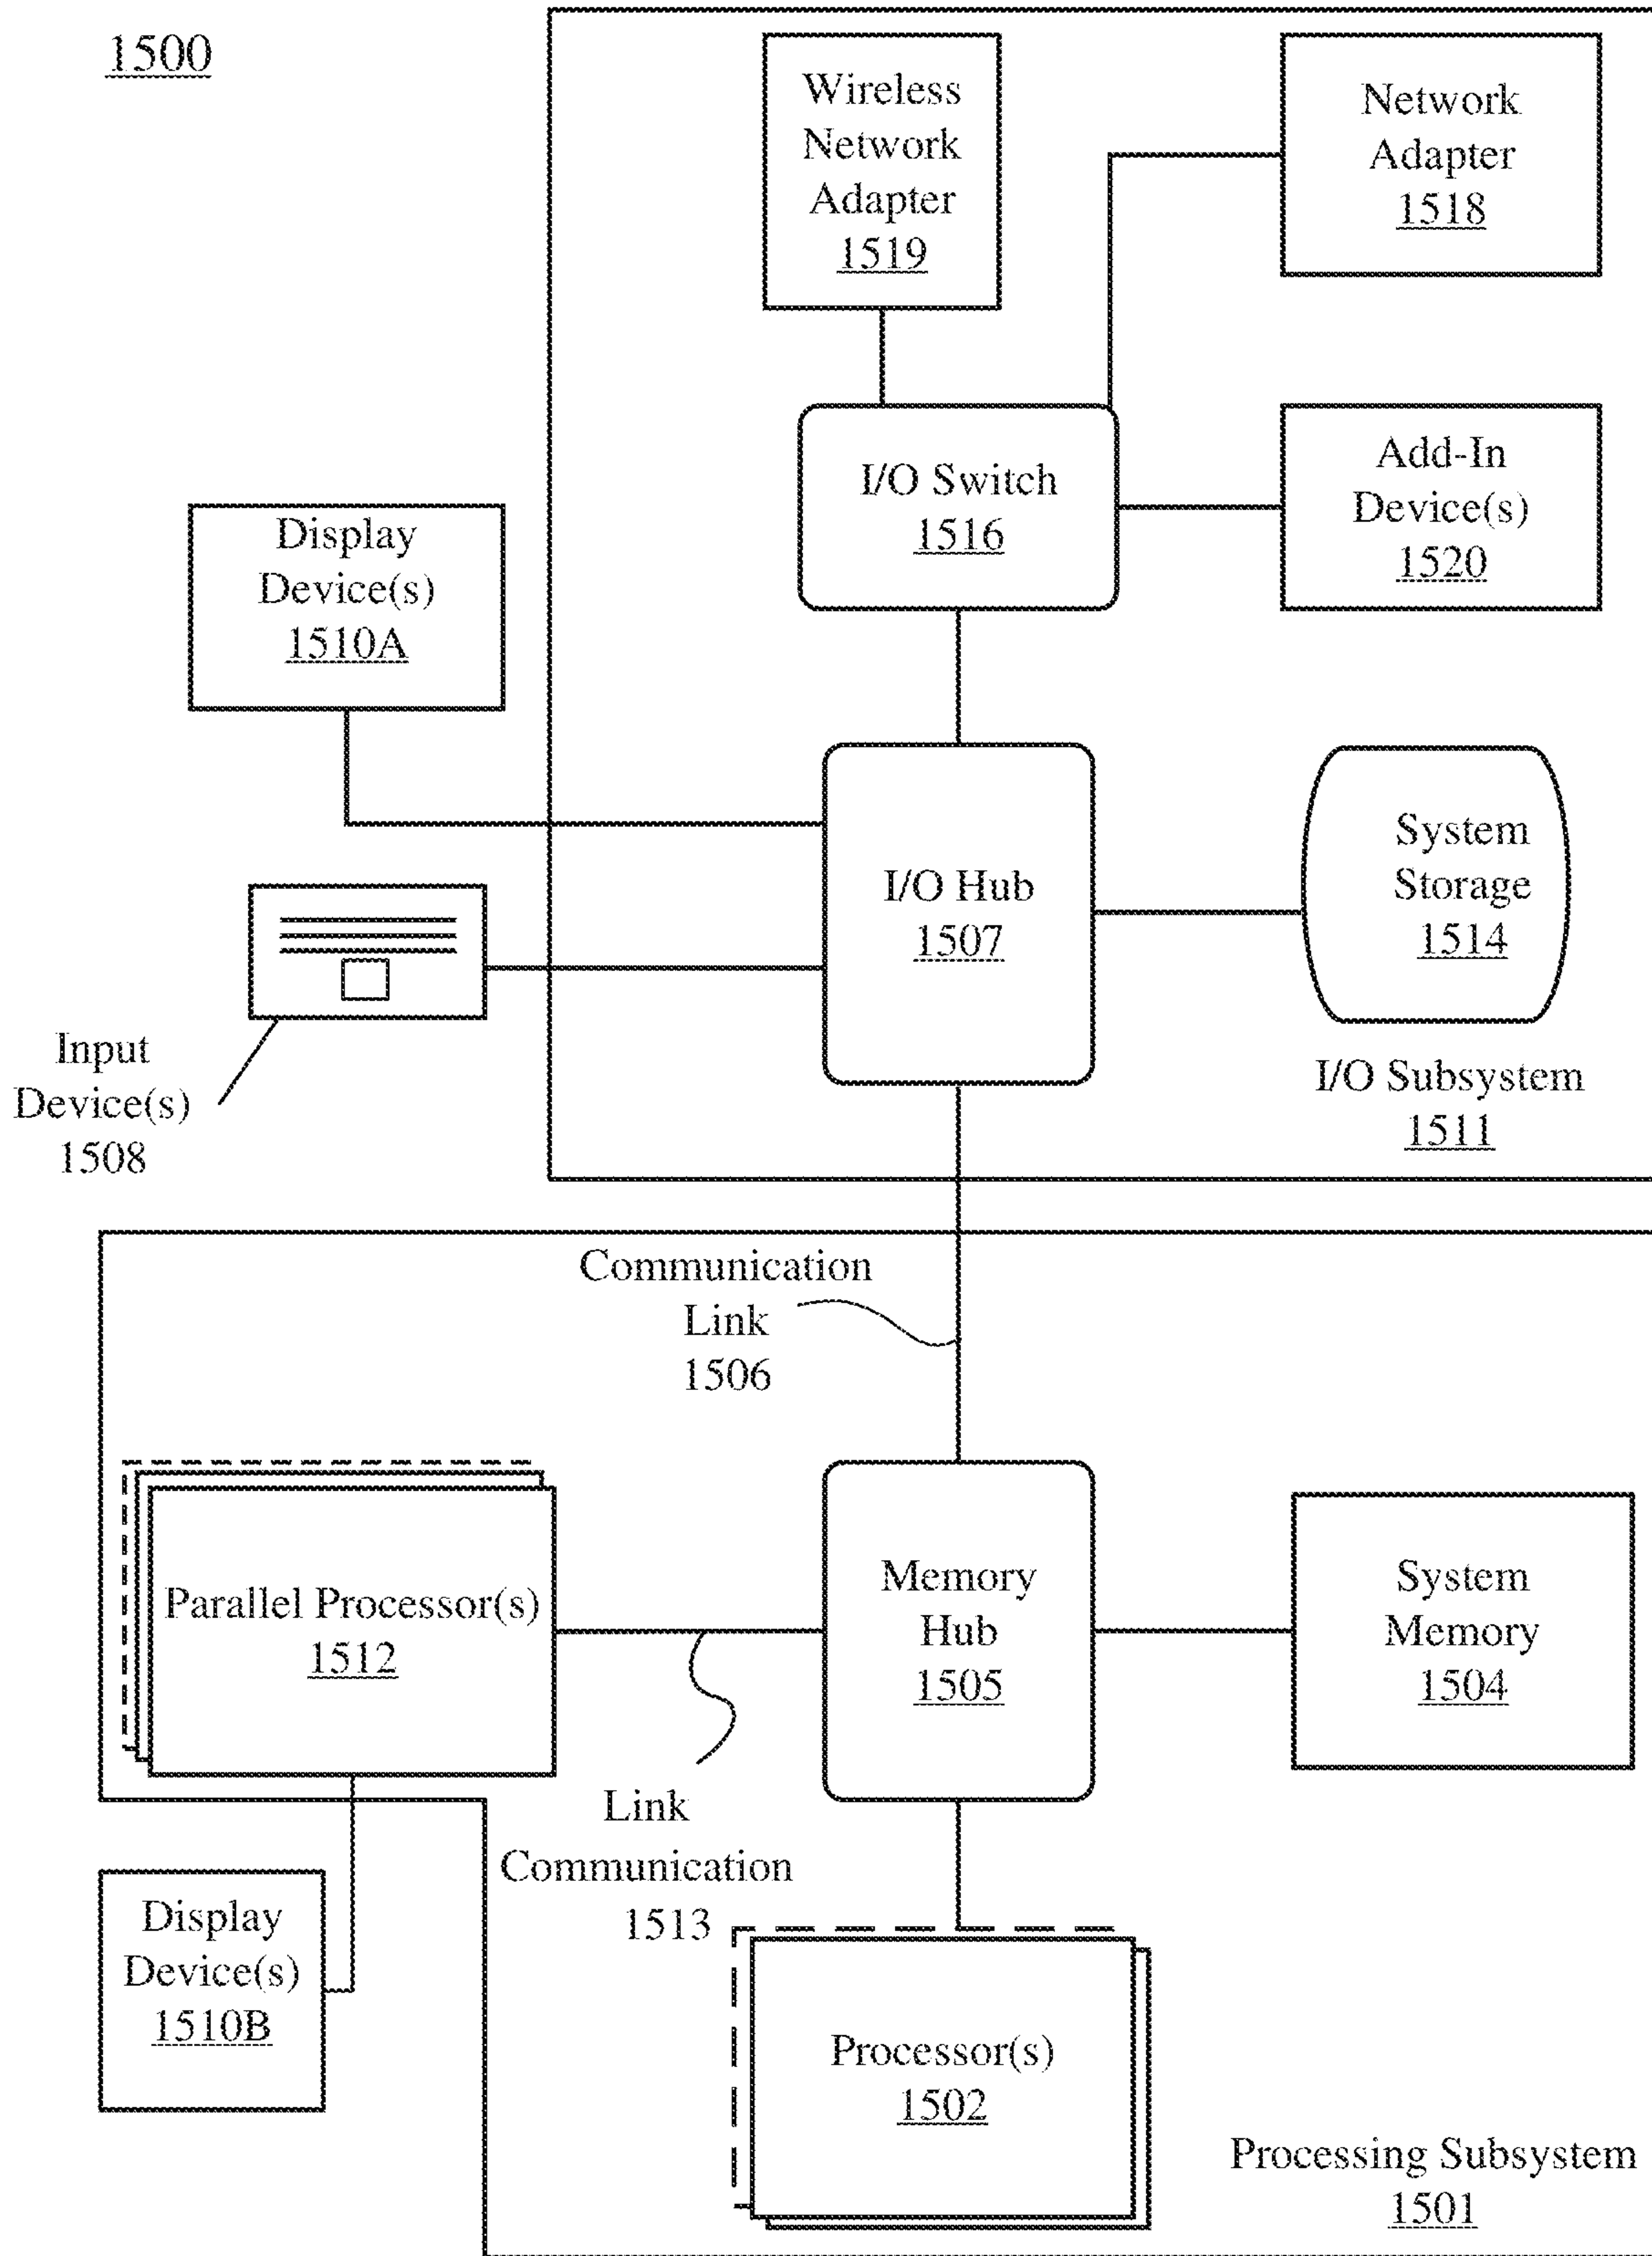 1500
Wireless
Network
Adapter
1519
Network
Adapter
1518
I/O Switch
1516
Add-In
Device(s)
1520
Display
Device(s)
1510A
I/O Hub
1507
System
Storage
1514
Input
Device(s)
1508
I/O Subsystem
1511
Communication
Link
1506
Parallel Processor(s)
1512
Memory
Hub
1505
System
Memory
1504
Link
Communication
1513
Display
Device(s)
1510B
Processor(s)
1502
Processing Subsystem
1501